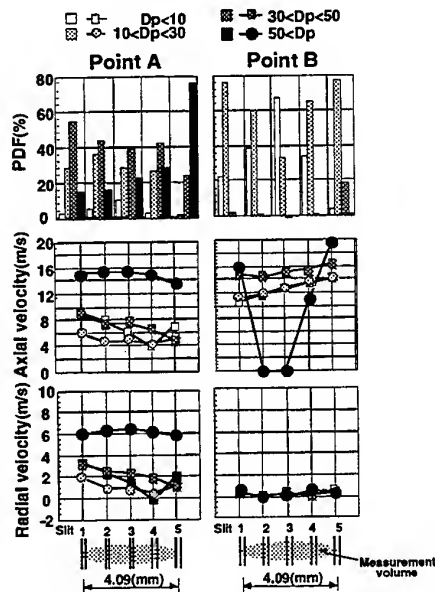 Dp<10
30<Dp<50
10<Dp<30
50<Dp
Point A
Point B
PDF(%)
80
60
40
20
0
Axial velocity(m/s)
20
16
12
8
4
0
Radial velocity(m/s)
10
8
6
4
2
0
-2
Slit 1 2 3 4 5
Slit 1 2 3 4 5
Measurement
volume
4.09(mm)
4.09(mm)